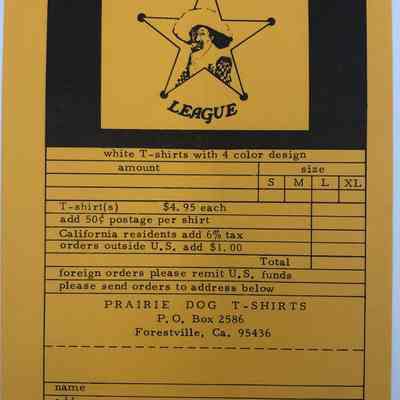 LEAGUE
white T-shirts with 4 color design
amount size
S M L XL
T-shirt(s) $4.95 each
add 50¢ postage per shirt
California residents add 6% tax
orders outside U.S. add $1.00
Total
foreign orders please remit U.S. funds
please send orders to address below
PRAIRIE DOG T-SHIRTS
P.O. Box 2586
Forestville, Ca. 95436
name